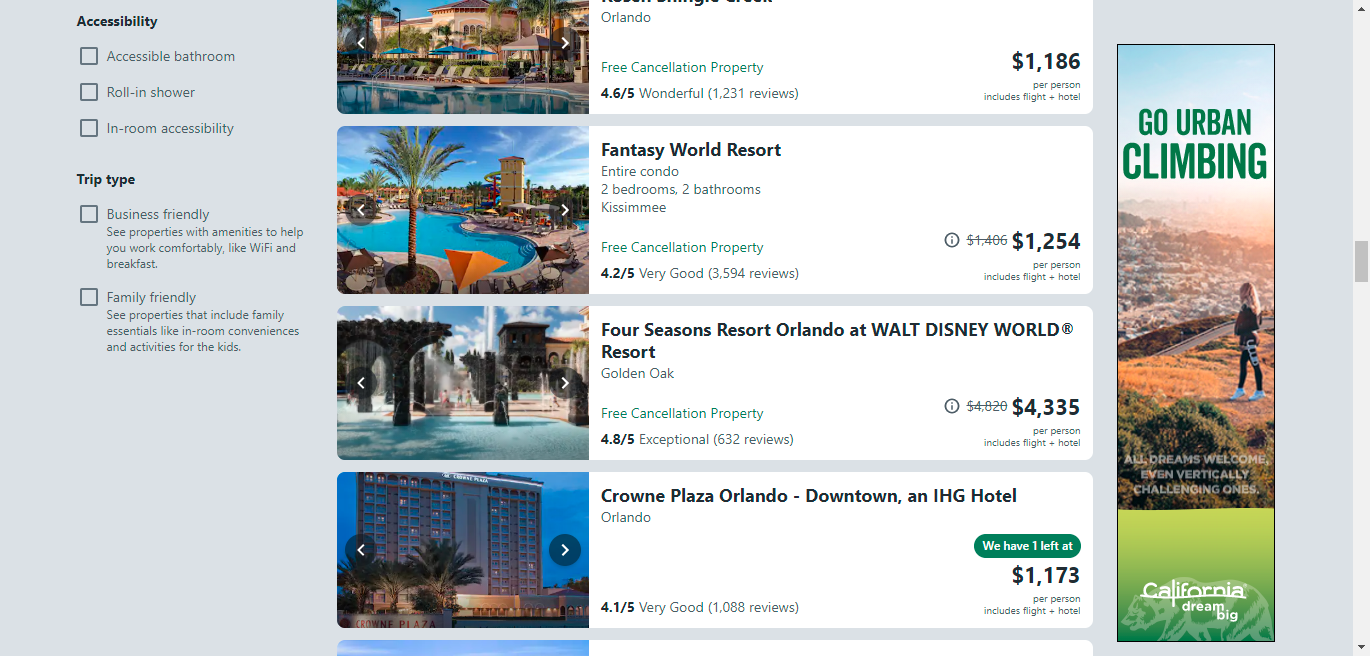 Accessibility
Accessible bathroom
Roll-in shower
In-room accessibility
Trip type
Business friendly
See properties with amenities to help
you work comfortably, like WiFi and
breakfast.
Family friendly
See properties that include family
essentials like in-room conveniences
and activities for the kids.
Rosen Shingle Creek
Orlando
Free Cancellation Property
4.6/5 Wonderful (1,231 reviews)
$1,186
per person
includes flight + hotel
Fantasy World Resort
Entire condo
2 bedrooms, 2 bathrooms
Kissimmee
Free Cancellation Property
4.2/5 Very Good (3,594 reviews)
$1,406 $1,254
per person
includes flight + hotel
Four Seasons Resort Orlando at WALT DISNEY WORLD®
Resort
Golden Oak
Free Cancellation Property
4.8/5 Exceptional (632 reviews)
$4,820 $4,335
per person
includes flight + hotel
CROWNE PLAZA
CROWNE PLAZA
Crowne Plaza Orlando - Downtown, an IHG Hotel
Orlando
We have 1 left at
$1,173
4.1/5 Very Good (1,088 reviews)
per person
includes flight + hotel
GO URBAN
CLIMBING
ALL DREAMS WELCOME,
EVEN VERTICALLY
CHALLENGING ONES.
California
dream
big